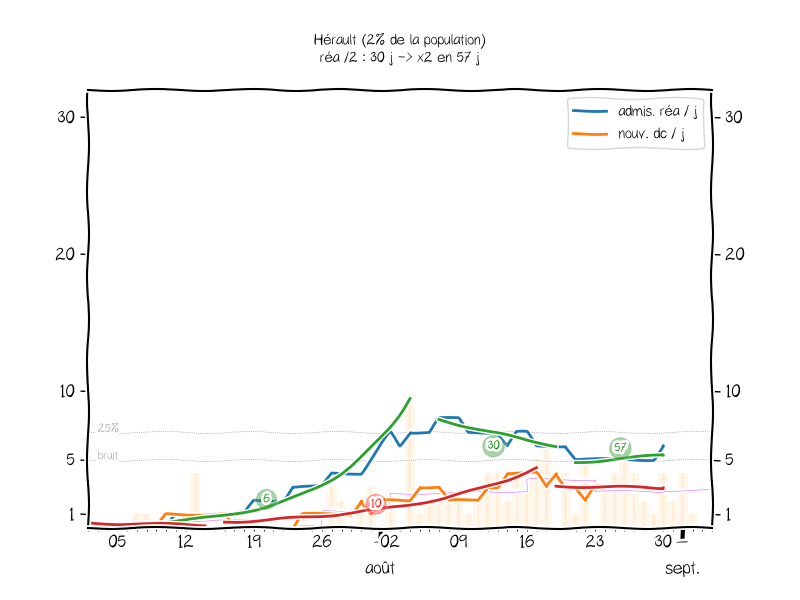 Hérault (2% de la population)
réa /2 : 30 j -> x2 en 57 j
admis. réa / j
nouv. dc / j
30
30
20
20
10
10
25%
30
57
bruit
5
5
6
10
1
1
05 12 19 26 02 09 16 23 30
août sept.